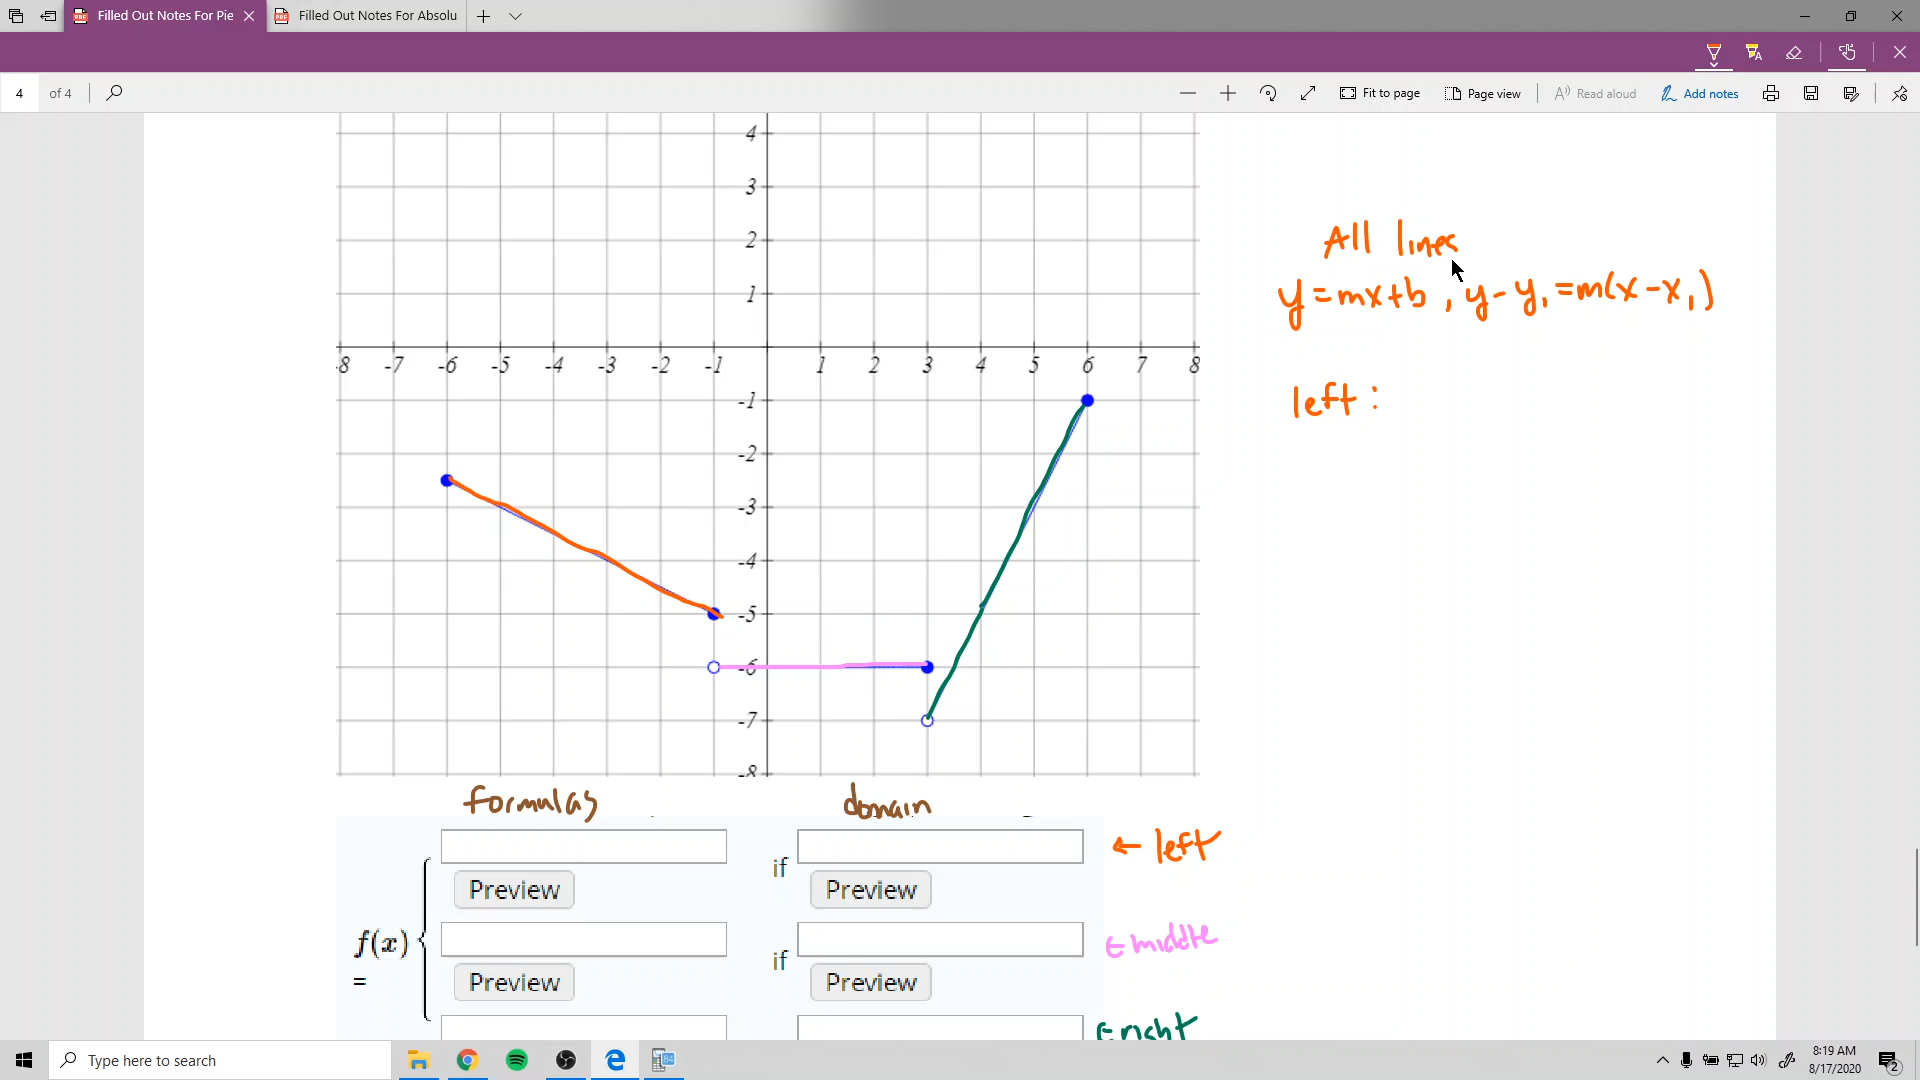 Filled Out Notes For Pie
Filled Out Notes For Absolu
4 of 4
Fit to page
Page view
Read aloud
Add notes
4
3
2
1
-8 -7 -6 -5 -4 -3 -2 -1 1 2 3 4 5 6 7 8
-1
-2
-3
-4
-5
-6
-7
-8
All lines
y=mx+b , y-y₁=m(x-x₁)
left :
formulas domain
← left
if
Preview Preview
f(x)
=
middle
if
Preview Preview
right
Type here to search
84
8:19 AM
8/17/2020
2